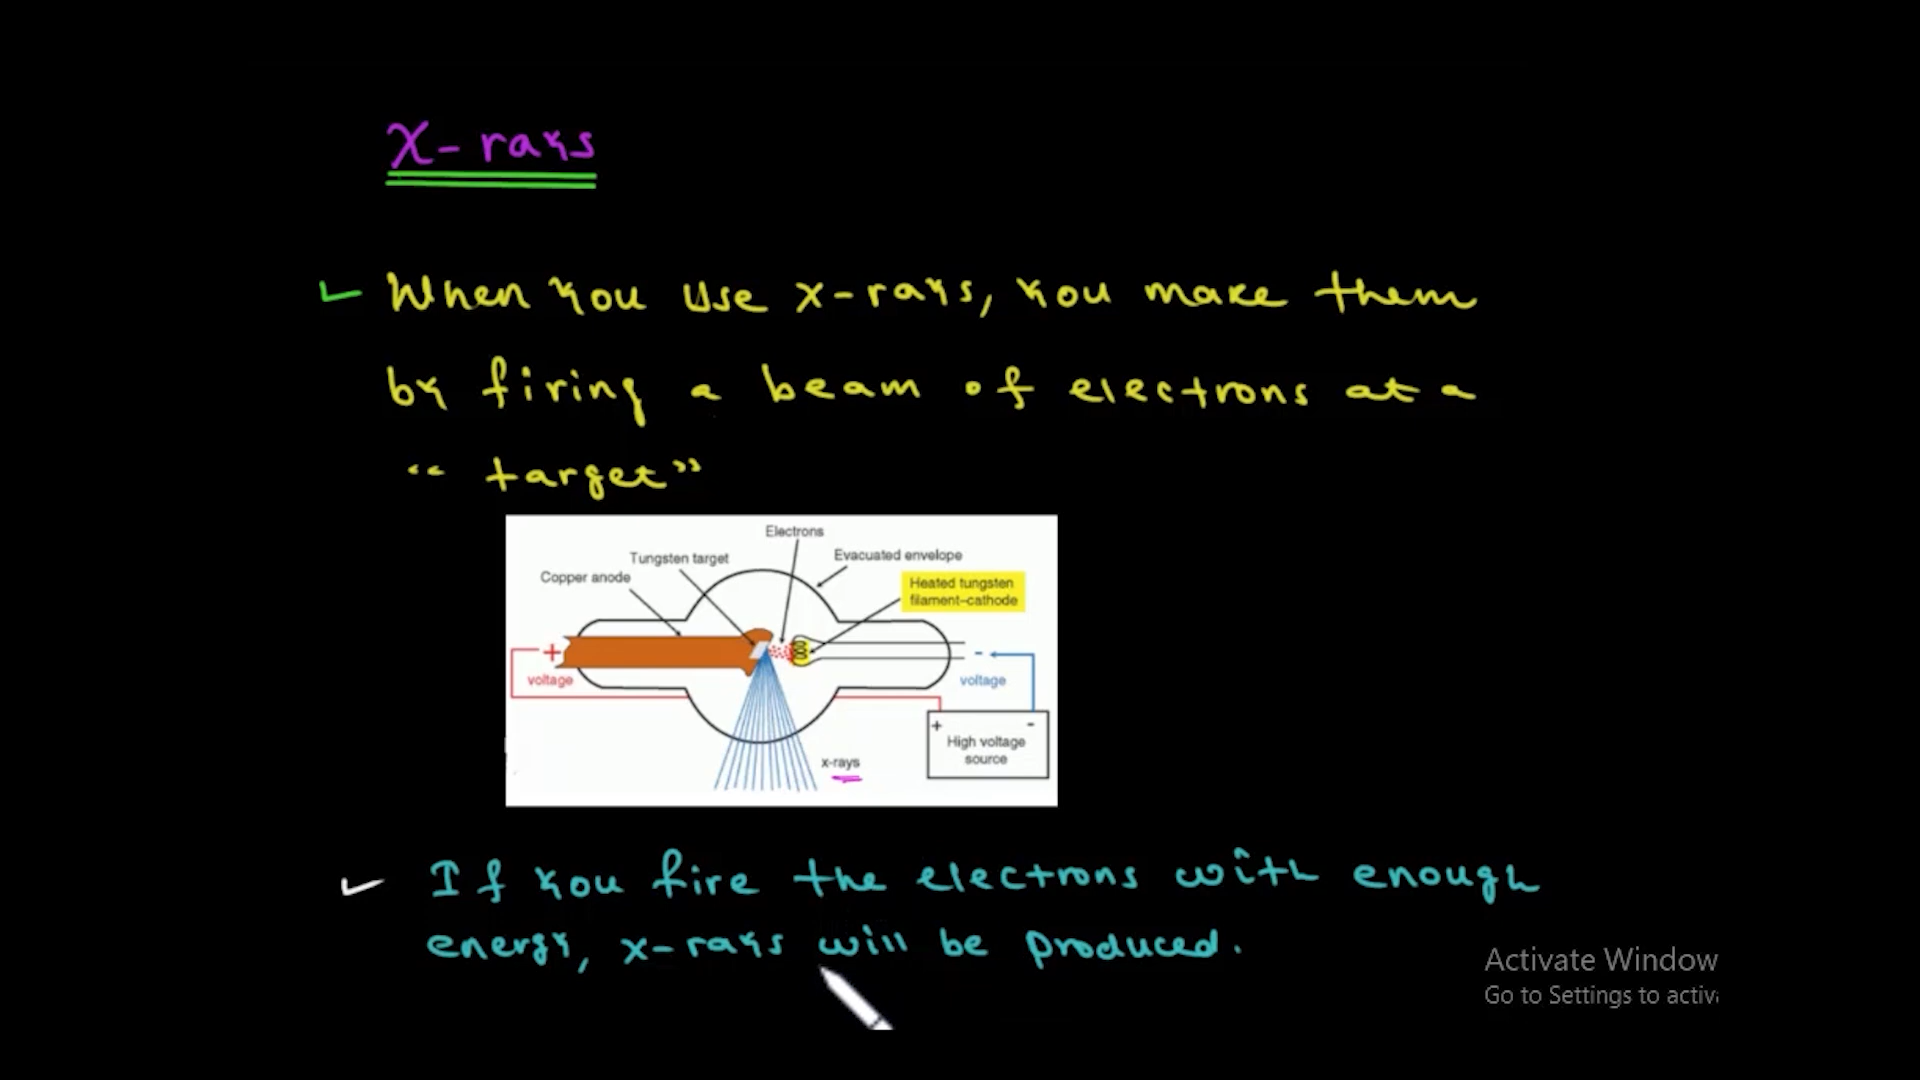 X-rays
When you use x-rays, you make them
by firing a beam of electrons at a
"target"
Electrons
Tungsten target
Evacuated envelope
Copper anode
Heated tungsten
filament–cathode
+
-
voltage
voltage
+ -
High voltage
source
x-rays
If you fire the electrons with enough
energy, x-rays will be produced.
Activate Window
Go to Settings to activ